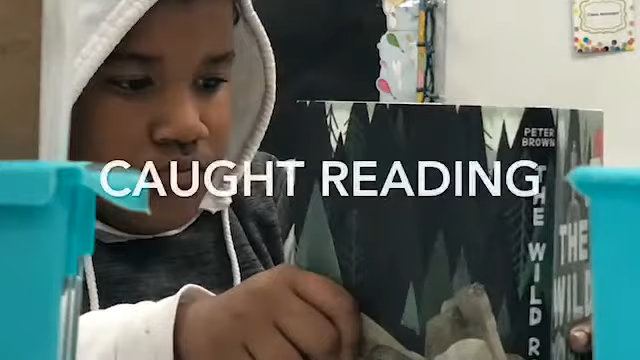 CAUGHT READING
PETER
BROWN
THE WILD R
THE
WILD